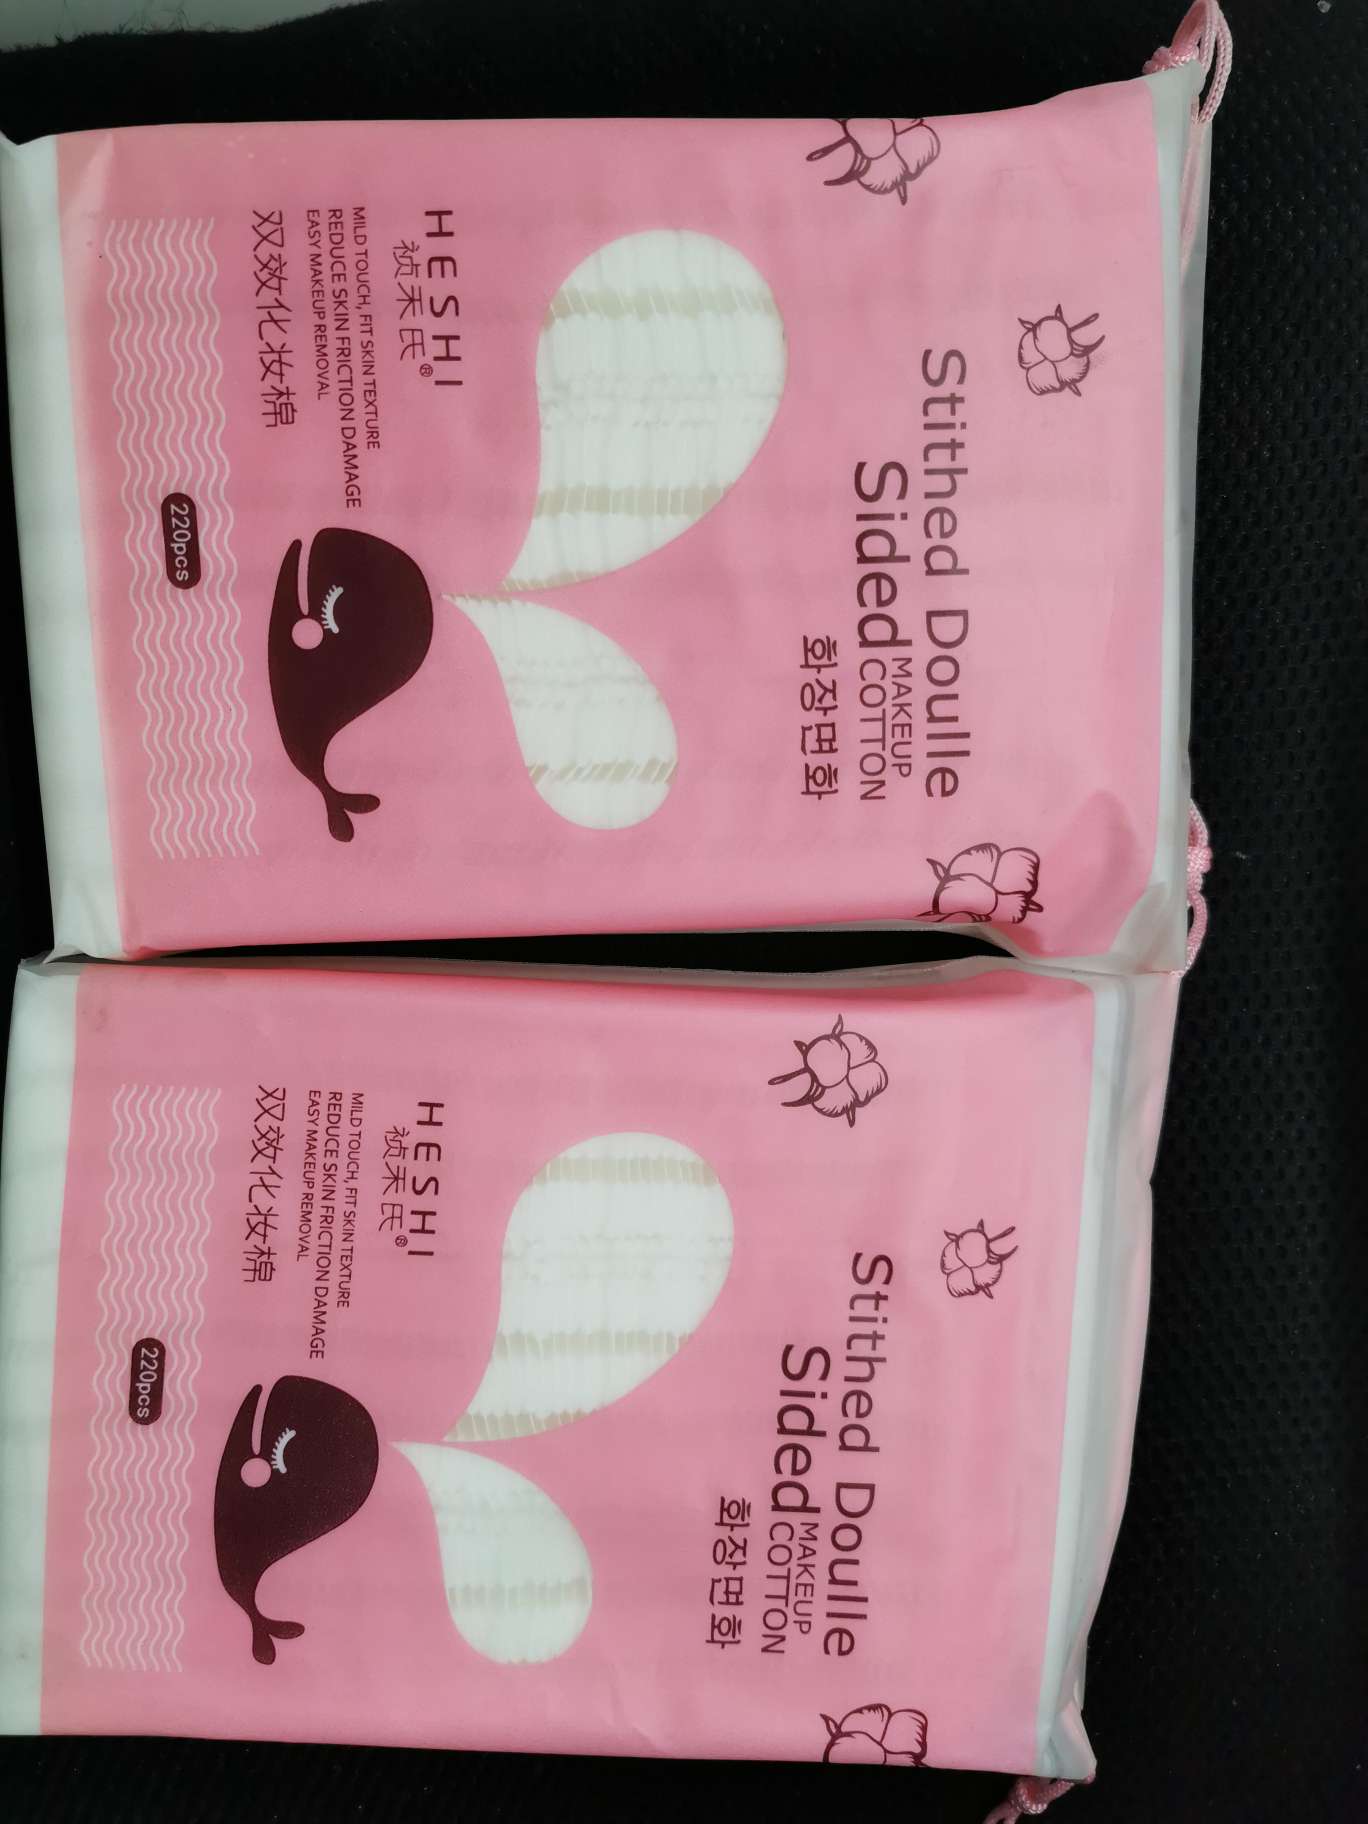 Stithed Doulle
Sided MAKEUP
COTTON
화장면화
HESHI
祯禾氏®
MILD TOUCH, FIT SKIN TEXTURE
REDUCE SKIN FRICTION DAMAGE
EASY MAKEUP REMOVAL
双效化妆棉
220pcs
Stithed Doulle
Sided MAKEUP
COTTON
화장면화
HESHI
祯禾氏®
MILD TOUCH, FIT SKIN TEXTURE
REDUCE SKIN FRICTION DAMAGE
EASY MAKEUP REMOVAL
双效化妆棉
220pcs